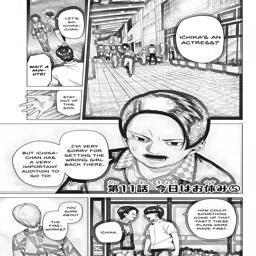 ICHIKA'S
AN
ACTRESS?
LET'S
GO,
ICHIKA-
CHAN.
WAIT A
MIN-
UTE!
STAY
OUT UP
THIS,
SIR!
I'M VERY
SORRY FOR
GETTING THE
WRONG GIRL
BACK THERE.
BUT ICHIKA-
CHAN HAS A
VERY
IMPORTANT
AUDITION TO
GO TO!
第11話 今日はお休み⑤
HOW COULD
SOMETHING
COME UP THAT
FAST? THESE
PLANS WERE
MADE FIRST.
ICHIKA.
YOU SURE
ABOUT
THE
FIRE-
WORKS?